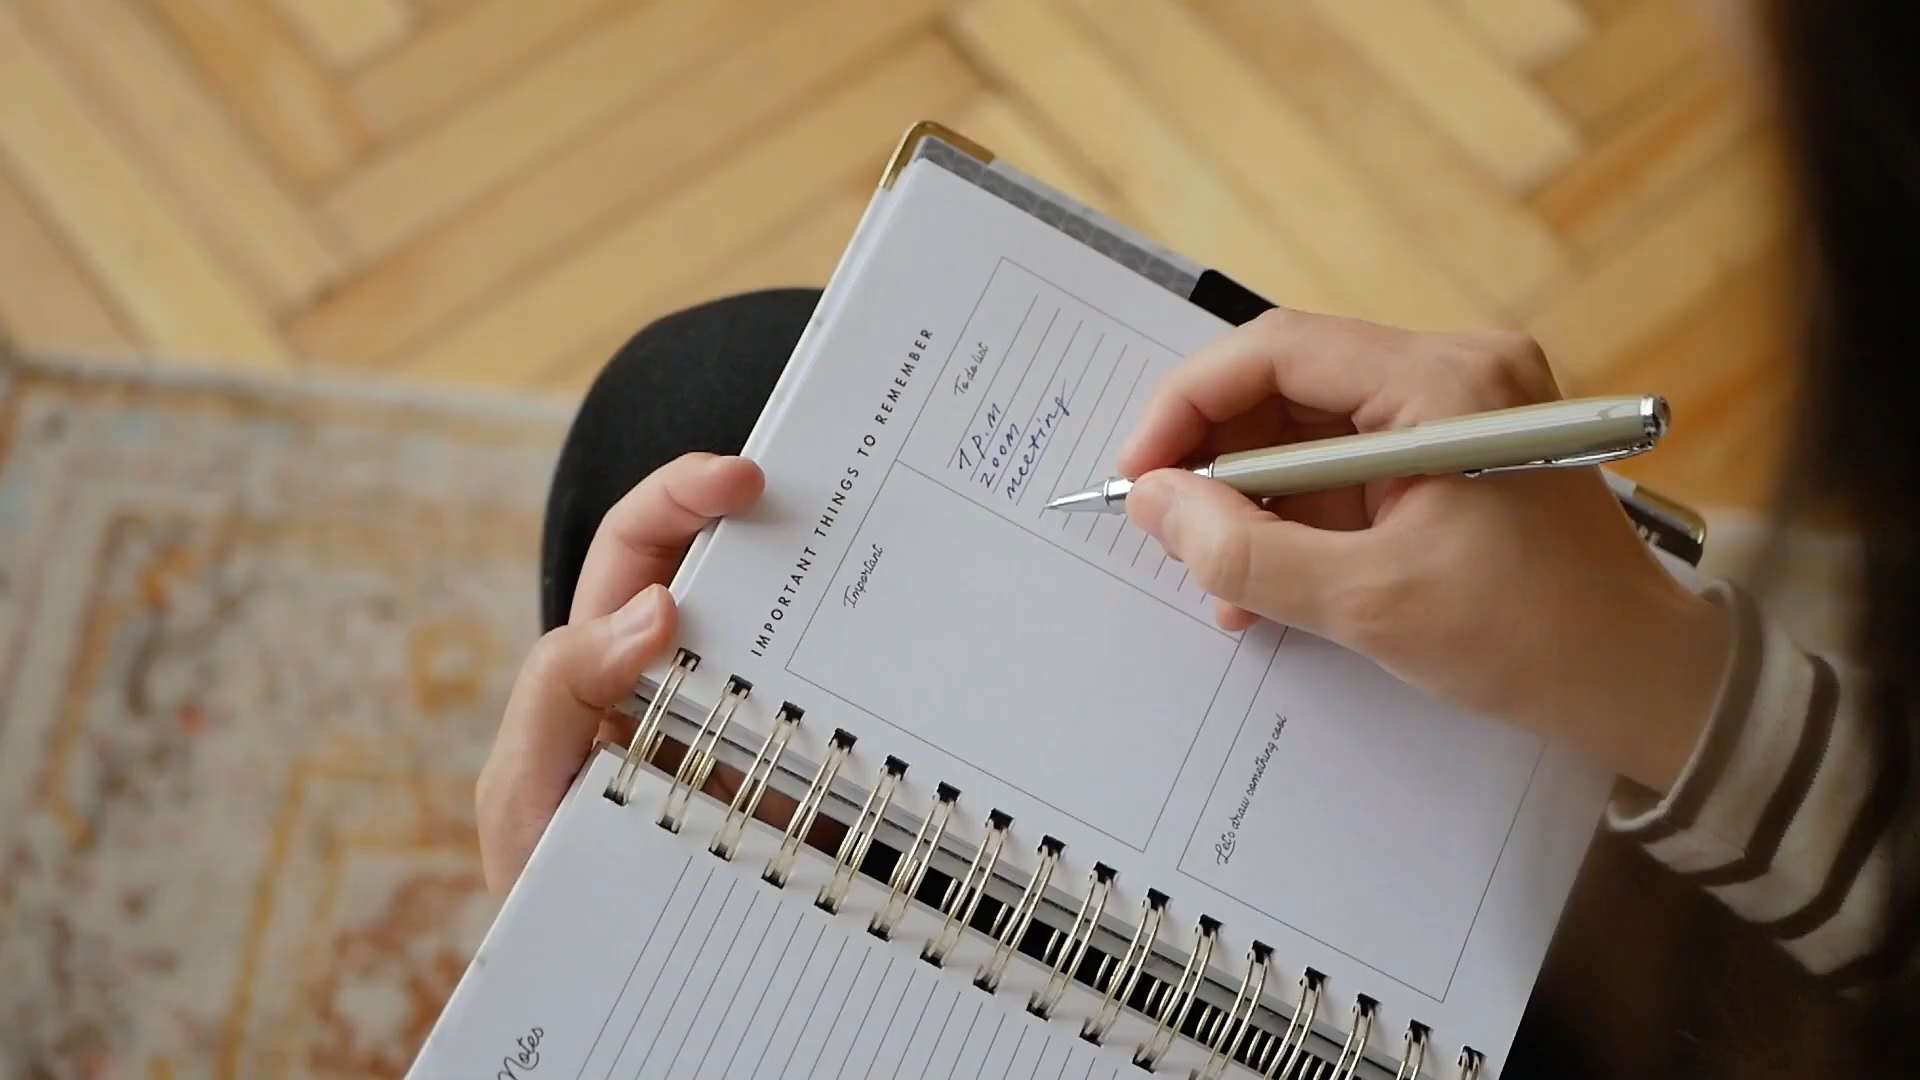 IMPORTANT THINGS TO REMEMBER
To do list
1 P.M
zoom
meeting
Important
Let's draw something cool
Notes